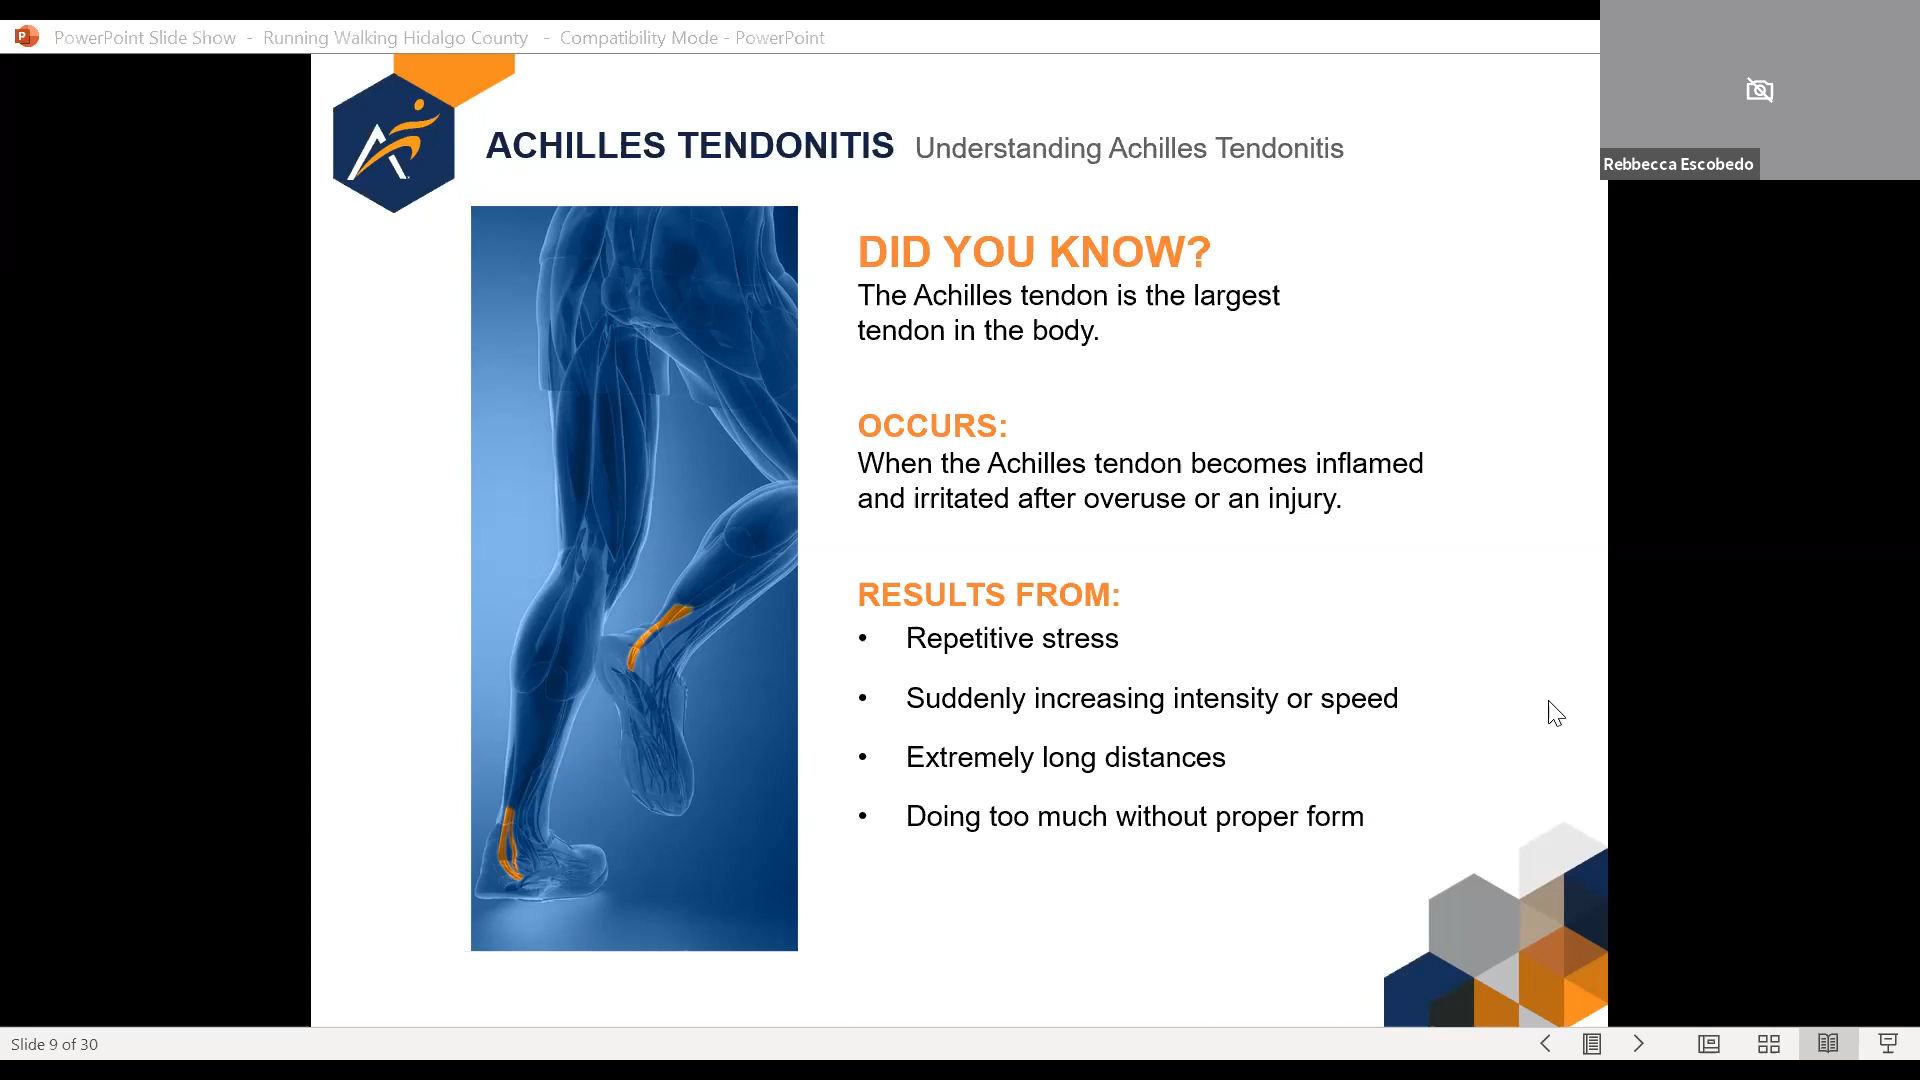 PowerPoint Slide Show - Running Walking Hidalgo County - Compatibility Mode - PowerPoint
Rebbecca Escobedo
ACHILLES TENDONITIS Understanding Achilles Tendonitis
DID YOU KNOW?
The Achilles tendon is the largest
tendon in the body.
OCCURS:
When the Achilles tendon becomes inflamed
and irritated after overuse or an injury.
RESULTS FROM:
• Repetitive stress
• Suddenly increasing intensity or speed
• Extremely long distances
• Doing too much without proper form
Slide 9 of 30